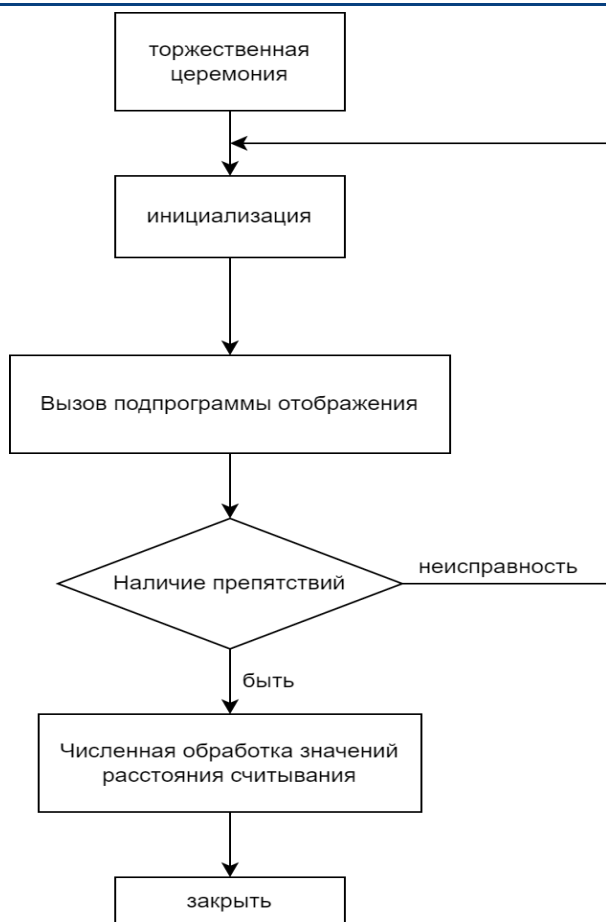 торжественная
церемония
инициализация
Вызов подпрограммы отображения
Наличие препятствий
неисправность
быть
Численная обработка значений
расстояния считывания
закрыть